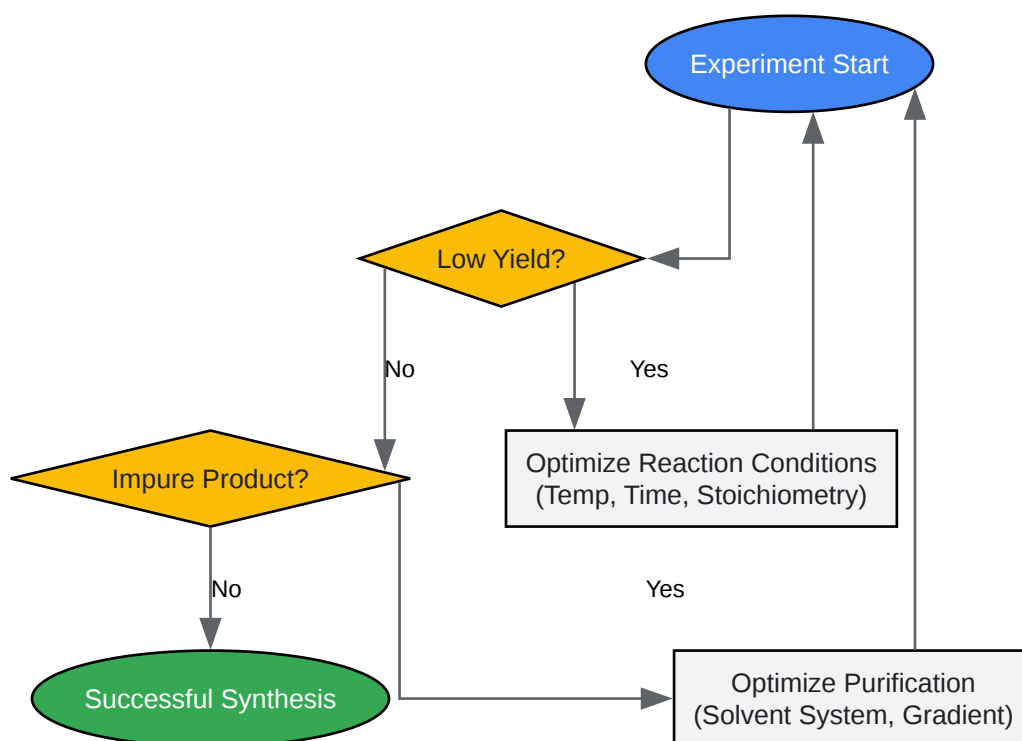 Experiment Start
Low Yield?
No
Yes
Optimize Reaction Conditions
(Temp, Time, Stoichiometry)
Impure Product?
No
Yes
Successful Synthesis
Optimize Purification
(Solvent System, Gradient)